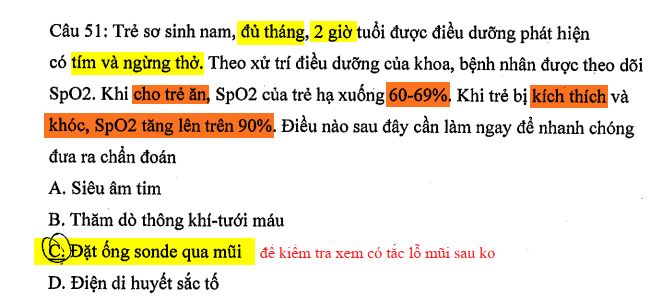 Câu 51: Trẻ sơ sinh nam, đủ tháng, 2 giờ tuổi được điều dưỡng phát hiện
có tím và ngừng thở. Theo xử trí điều dưỡng của khoa, bệnh nhân được theo dõi
SpO2. Khi cho trẻ ăn, SpO2 của trẻ hạ xuống 60-69%. Khi trẻ bị kích thích và
khóc, SpO2 tăng lên trên 90%. Điều nào sau đây cần làm ngay để nhanh chóng
đưa ra chẩn đoán
A. Siêu âm tim
B. Thăm dò thông khí-tưới máu
C. Đặt ống sonde qua mũi để kiểm tra xem có tắc lỗ mũi sau ko
D. Điện di huyết sắc tố